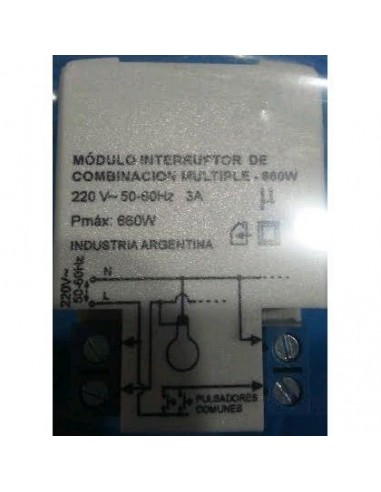 MÓDULO INTERRUPTOR DE
COMBINACION MULTIPLE - 660W
220 V~ 50-60Hz 3A
µ
Pmáx: 660W
INDUSTRIA ARGENTINA
220V~
50-60Hz
N
L
PULSADORES
COMUNES